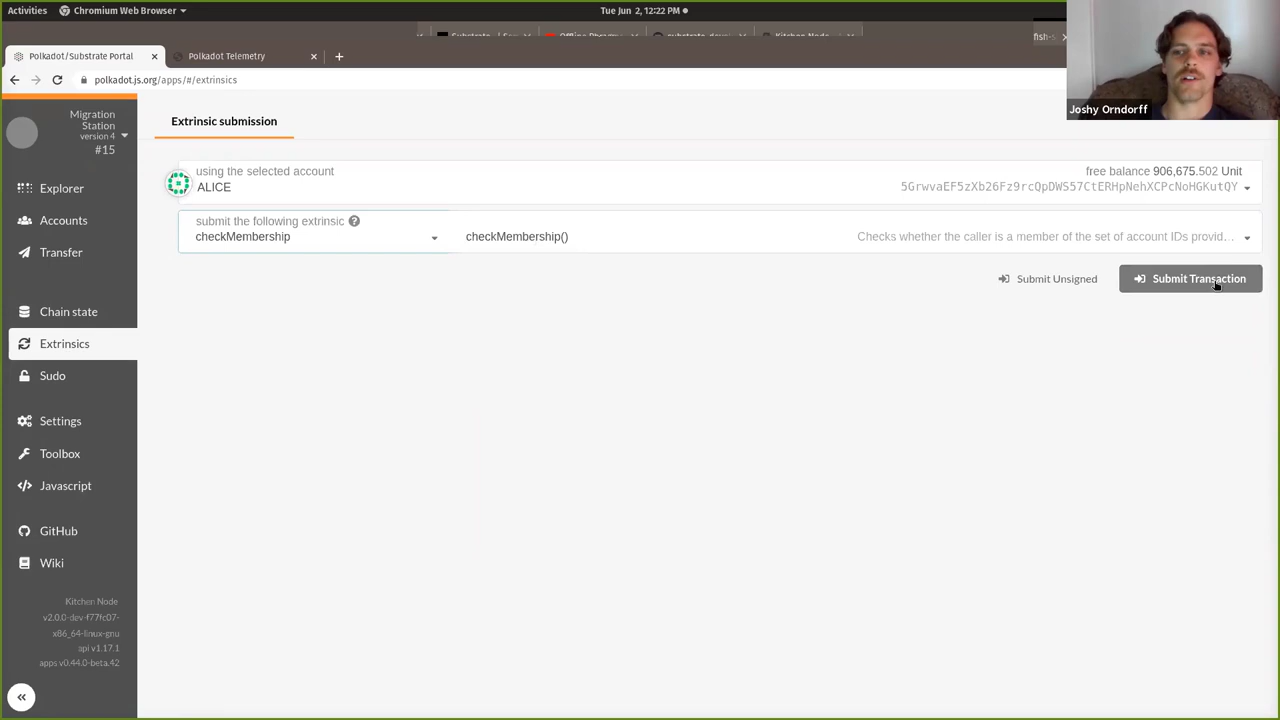 Activities
Chromium Web Browser
Tue Jun 2, 12:22 PM
Polkadot/Substrate Portal
Polkadot Telemetry
polkadot.js.org/apps/#/extrinsics
Joshy Orndorff
Migration
Station
version 4
#15
Extrinsic submission
using the selected account
ALICE
free balance 906,675.502 Unit
5GrwvaEF5zXb26Fz9rcQpDWS57CtERHpNehXCPcNoHGKutQY
submit the following extrinsic
checkMembership
checkMembership()
Checks whether the caller is a member of the set of account IDs provid...
Submit Unsigned
Submit Transaction
Explorer
Accounts
Transfer
Chain state
Extrinsics
Sudo
Settings
Toolbox
Javascript
GitHub
Wiki
Kitchen Node
v2.0.0-dev-f77fc07-
x86_64-linux-gnu
api v1.17.1
apps v0.44.0-beta.42